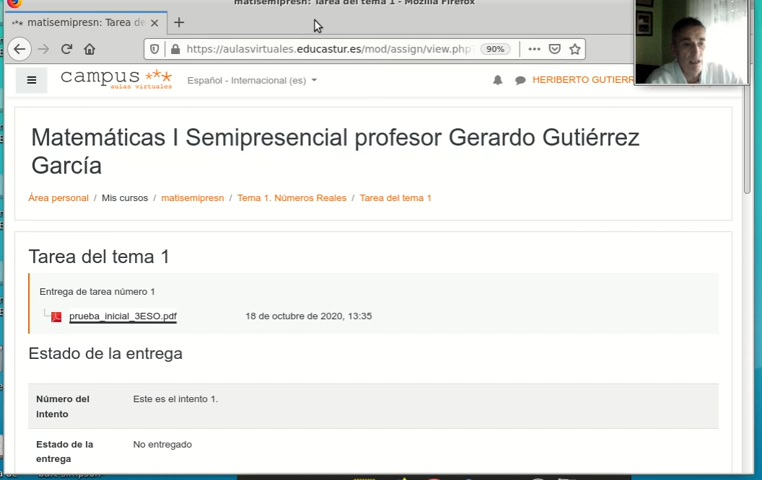 matisemipresn: Tarea del tema 1 - Mozilla Firefox
matisemipresn: Tarea de
https://aulasvirtuales.educastur.es/mod/assign/view.php
90%
campus
aulas virtuales
Español - Internacional (es)
HERIBERTO GUTIERR
Matemáticas I Semipresencial profesor Gerardo Gutiérrez
García
Área personal / Mis cursos / matisemipresn / Tema 1. Números Reales / Tarea del tema 1
Tarea del tema 1
Entrega de tarea número 1
prueba_inicial_3ESO.pdf 18 de octubre de 2020, 13:35
Estado de la entrega
Número del Este es el intento 1.
intento
Estado de la No entregado
entrega